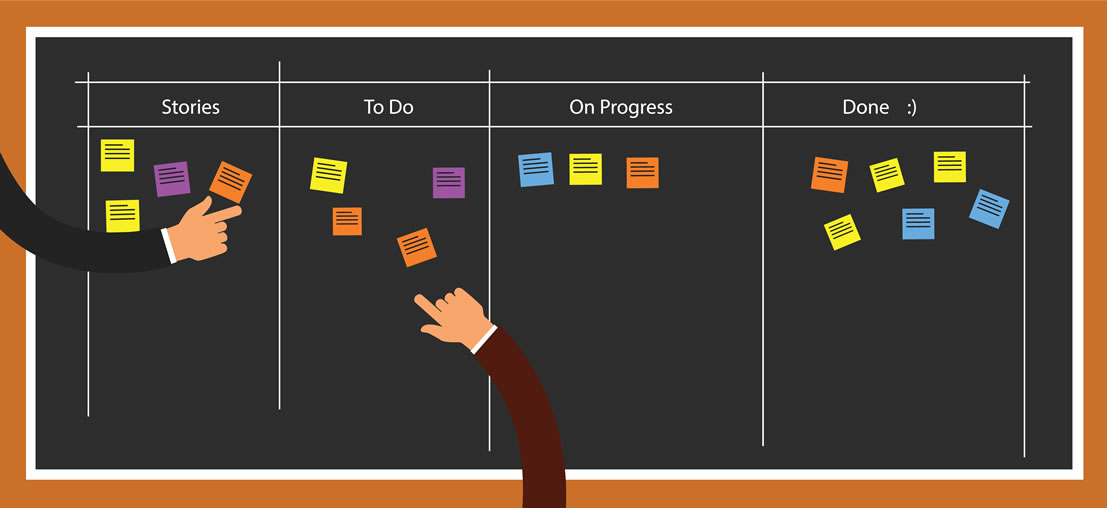 Stories
To Do
On Progress
Done :)